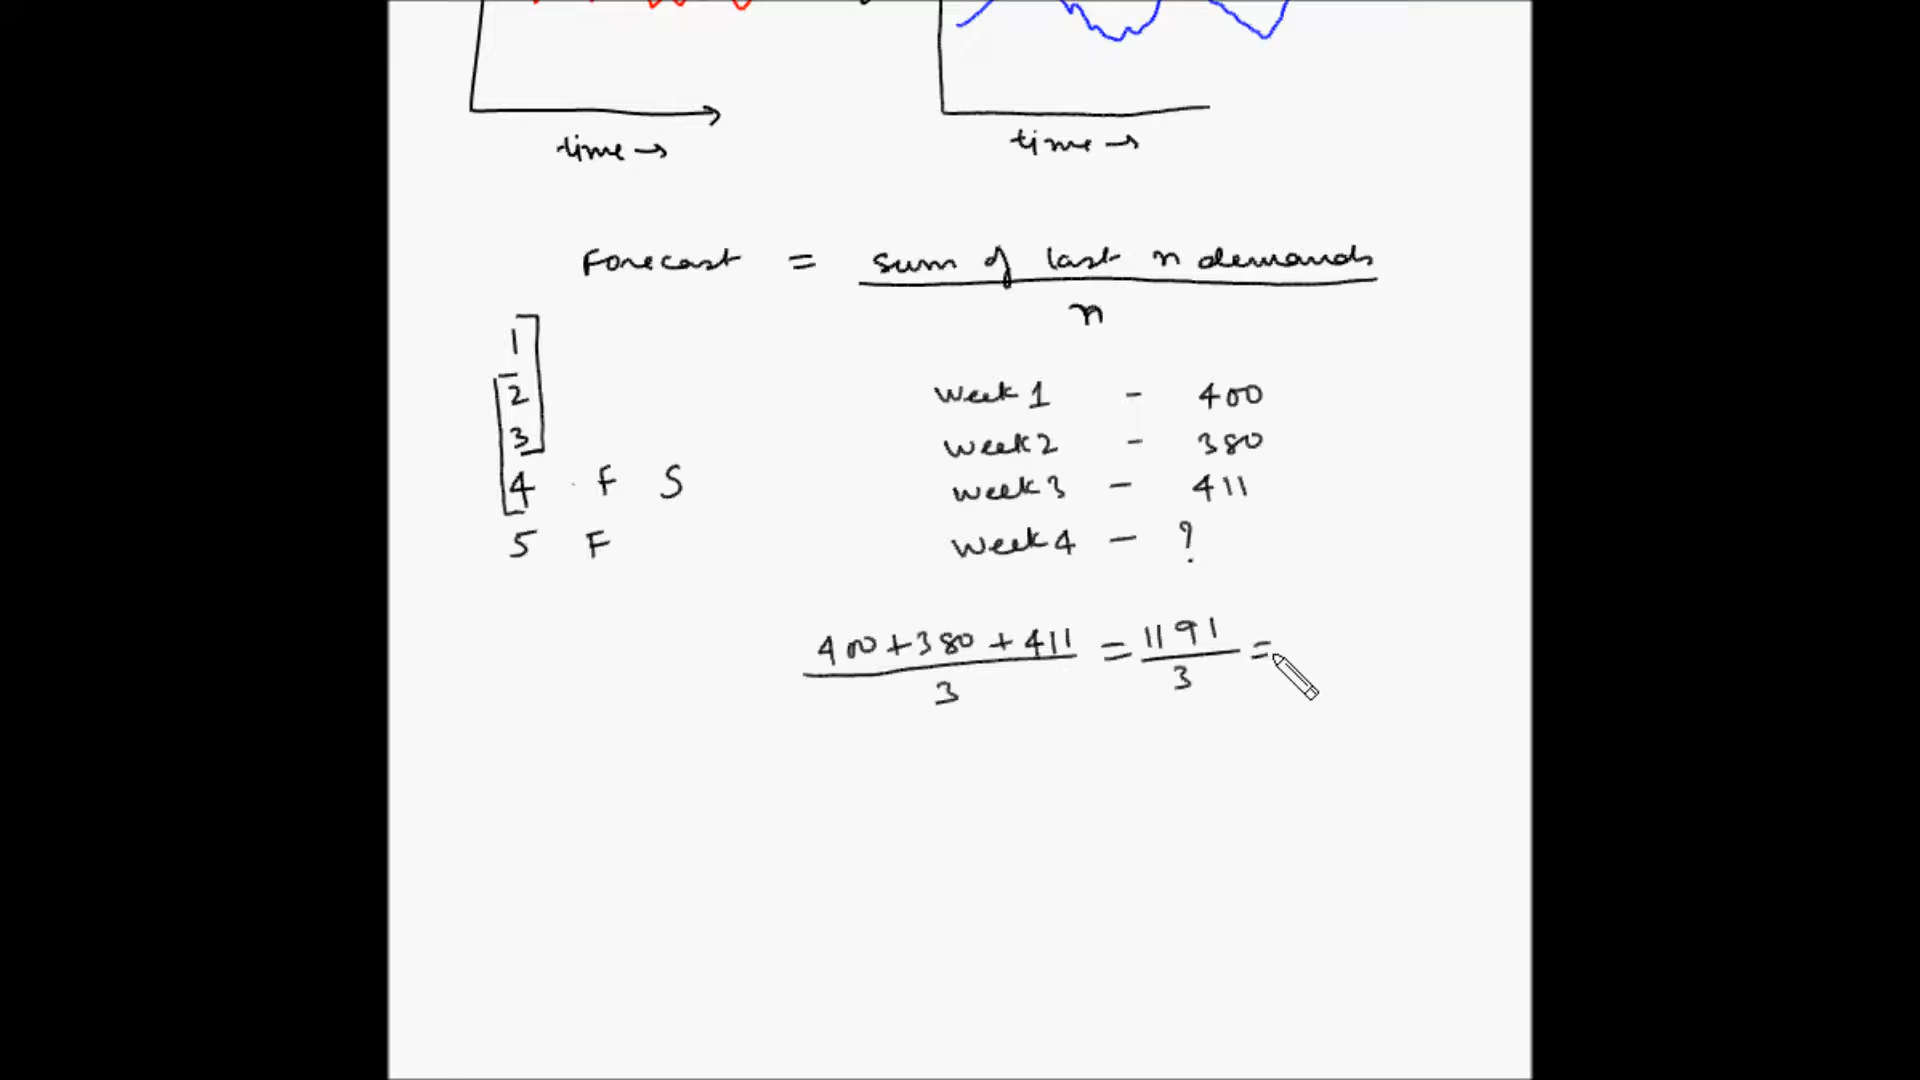 time → time →
Forecast = sum of last n demands
n
1
2
3
4 F S
5 F
Week 1 - 400
Week 2 - 380
Week 3 - 411
Week 4 - ?
400+380+411 = 1191 =
3 3